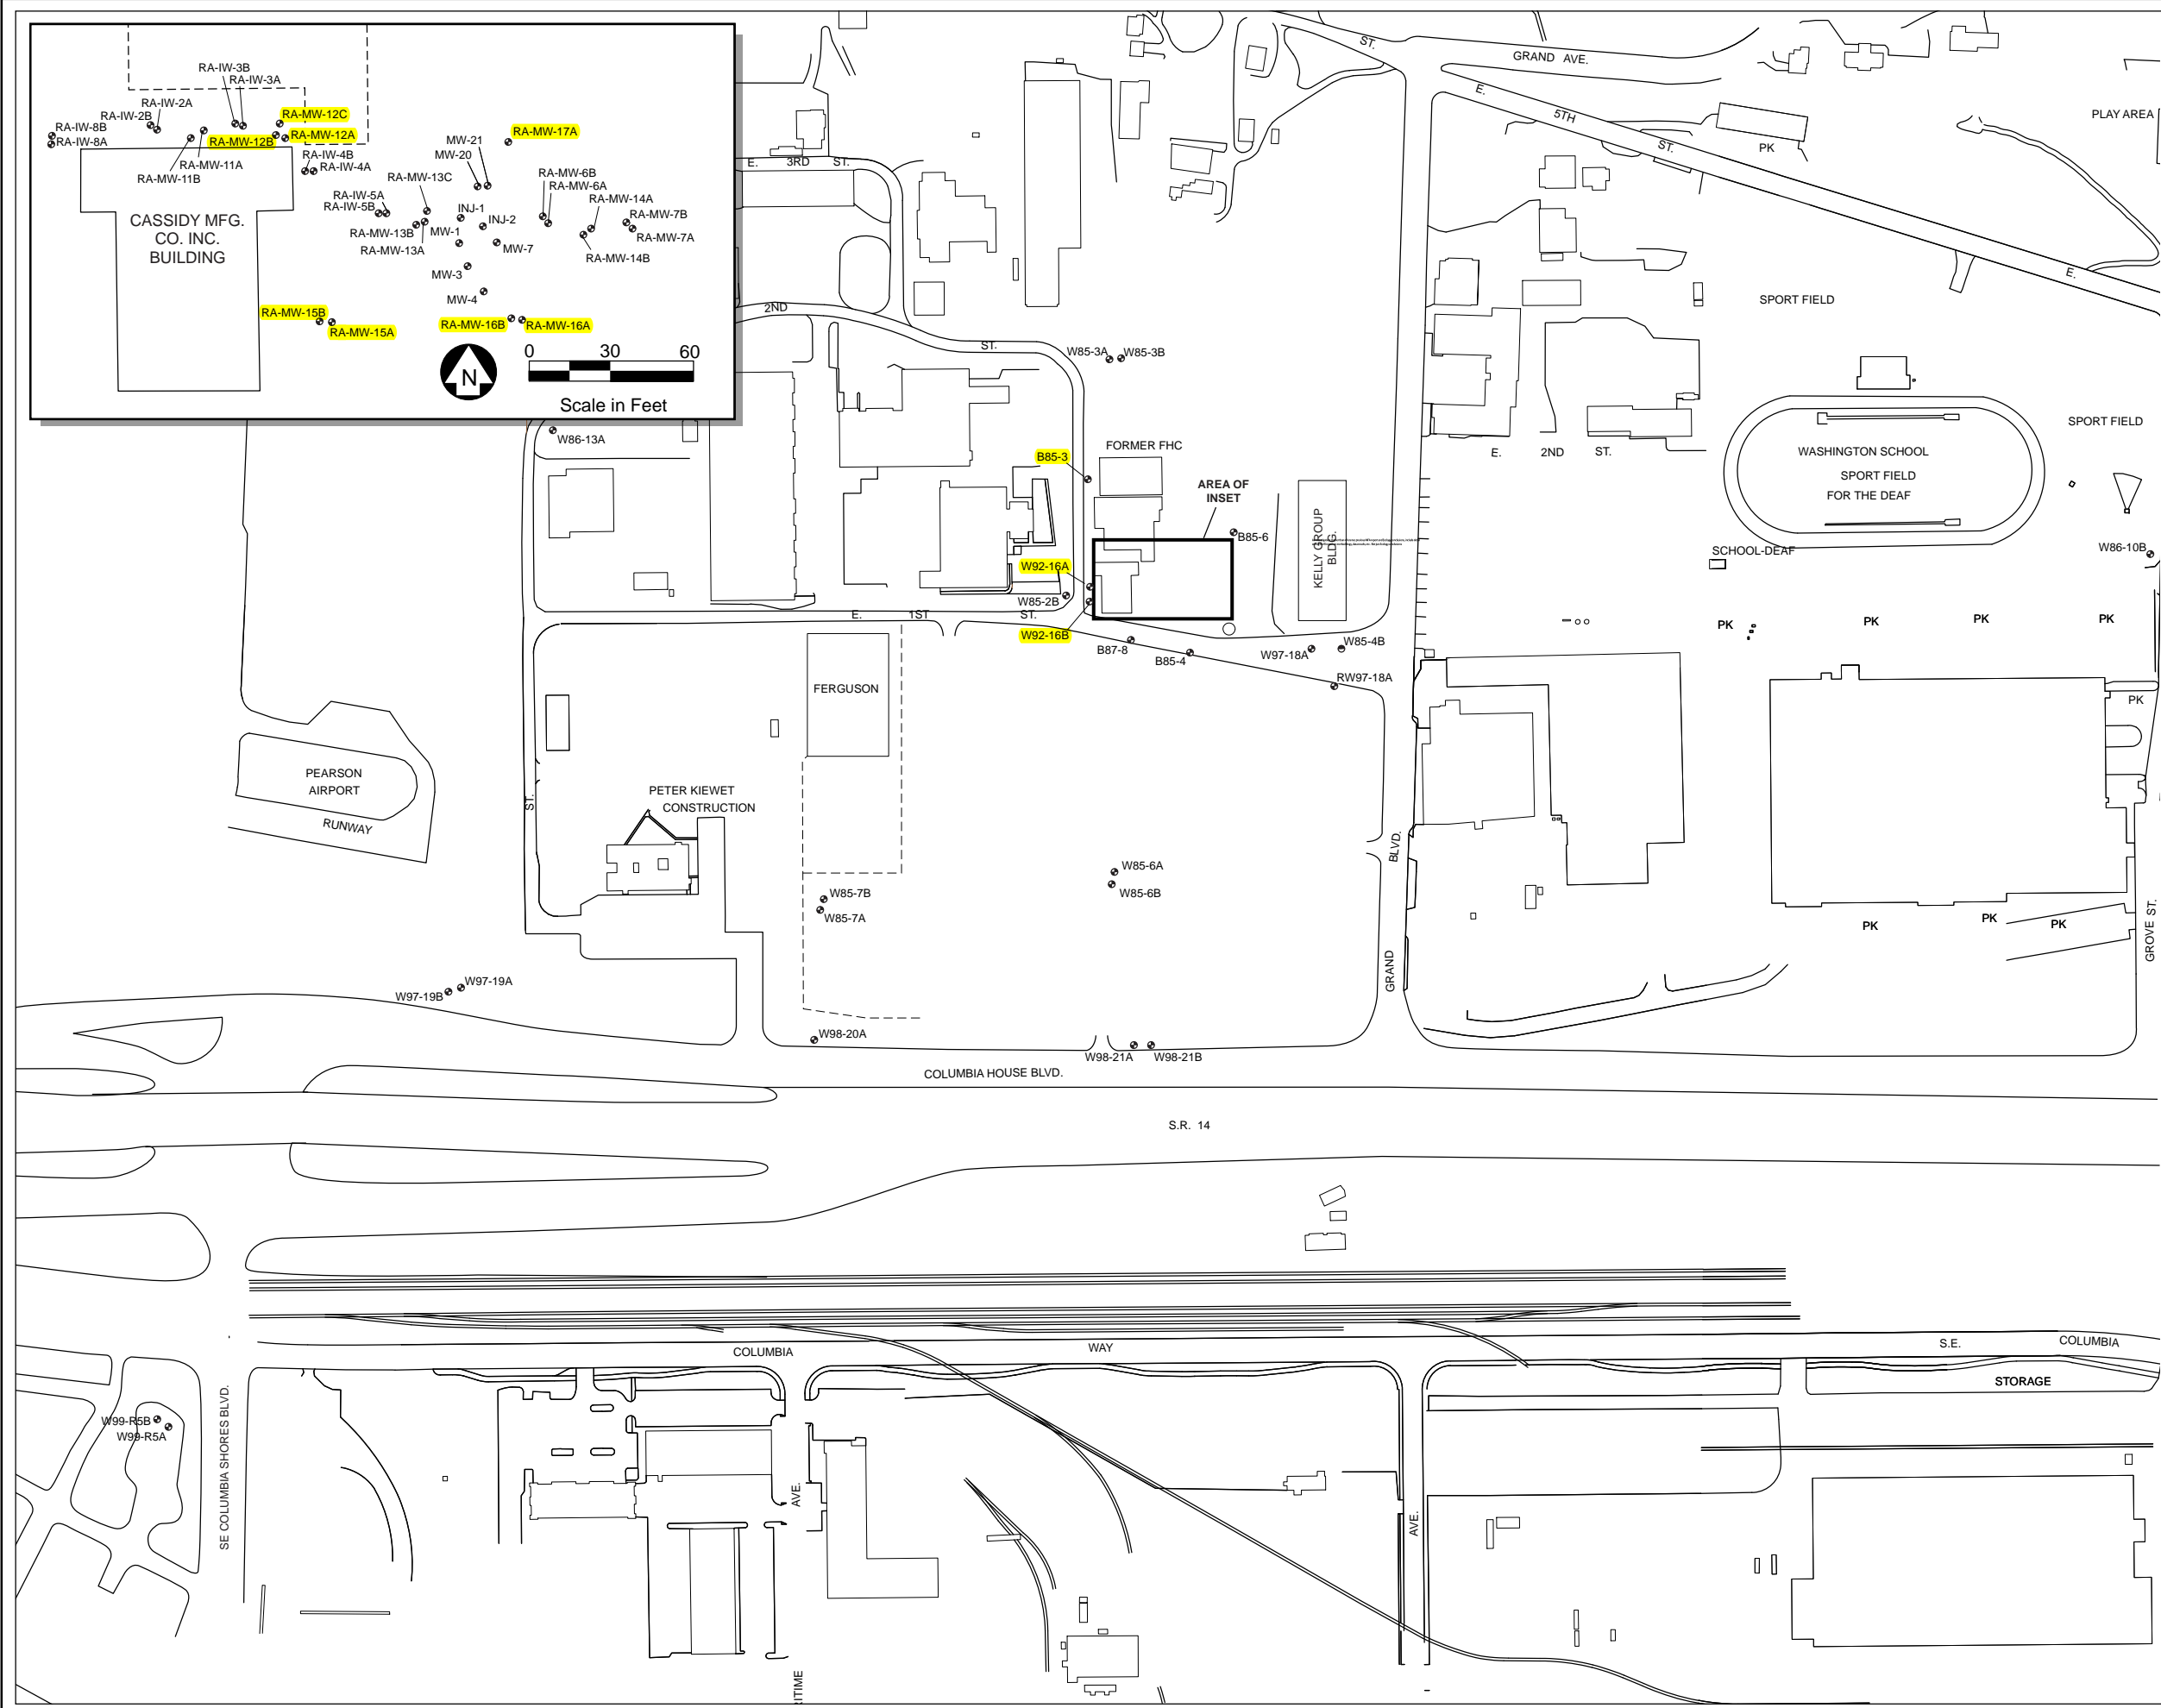 RA-IW-3B
RA-IW-3A
RA-IW-2A
RA-IW-2B
RA-MW-12C
RA-IW-8B
RA-MW-12A
RA-IW-8A
RA-MW-12B
RA-MW-17A
MW-21
MW-20
RA-IW-4B
RA-IW-4A
RA-MW-11A
RA-MW-11B
RA-MW-13C
RA-MW-6B
RA-MW-6A
RA-IW-5A
RA-IW-5B
RA-MW-14A
INJ-1
INJ-2
RA-MW-7B
RA-MW-7A
RA-MW-13B
MW-1
RA-MW-13A
MW-7
RA-MW-14B
MW-3
MW-4
CASSIDY MFG.
CO. INC.
BUILDING
RA-MW-15B
RA-MW-15A
RA-MW-16B
RA-MW-16A
N
0 30 60
Scale in Feet
ST.
GRAND AVE.
E. 5TH ST. E.
PK
PLAY AREA
E. 3RD ST.
2ND ST.
SPORT FIELD
W85-3A
W85-3B
W86-13A
FORMER FHC
B85-3
AREA OF
INSET
B85-6
KELLY GROUP
BLDG.
E. 2ND ST.
WASHINGTON SCHOOL
SPORT FIELD
FOR THE DEAF
SPORT FIELD
SCHOOL-DEAF
W86-10B
W92-16A
W85-2B
E. 1ST ST.
W92-16B
B87-8
B85-4
W97-18A
W85-4B
RW97-18A
PK
PK
PK
PK
PK
FERGUSON
PEARSON
AIRPORT
RUNWAY
ST.
PETER KIEWET
CONSTRUCTION
W85-6A
W85-6B
W85-7B
W85-7A
GRAND BLVD.
PK
PK
PK
GROVE ST.
W97-19A
W97-19B
W98-20A
W98-21A
W98-21B
COLUMBIA HOUSE BLVD.
S.R. 14
COLUMBIA WAY
S.E. COLUMBIA
STORAGE
W99-R5B
W99-R5A
SE COLUMBIA SHORES BLVD.
AVE.
AVE.